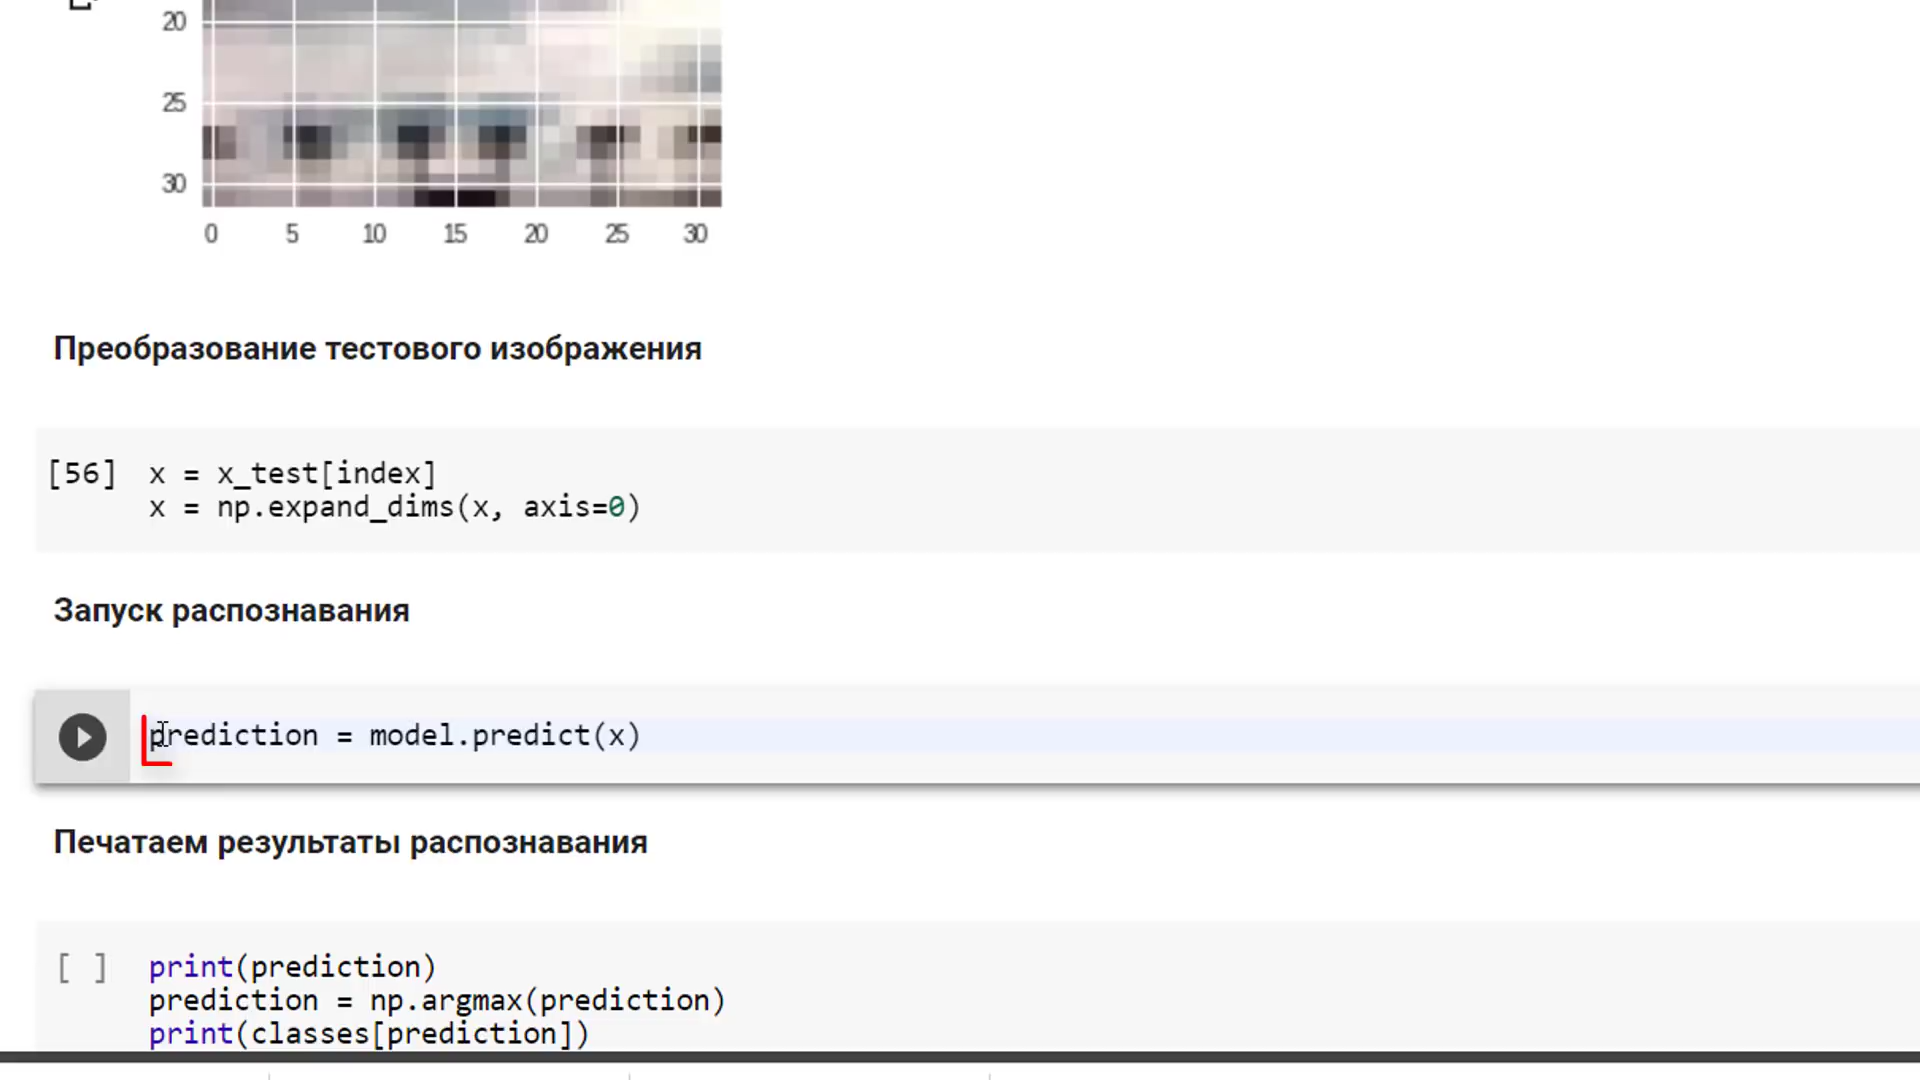 20
25
30
0 5 10 15 20 25 30
Преобразование тестового изображения
[56] x = x_test[index]
x = np.expand_dims(x, axis=0)
Запуск распознавания
prediction = model.predict(x)
Печатаем результаты распознавания
[ ] print(prediction)
prediction = np.argmax(prediction)
print(classes[prediction])